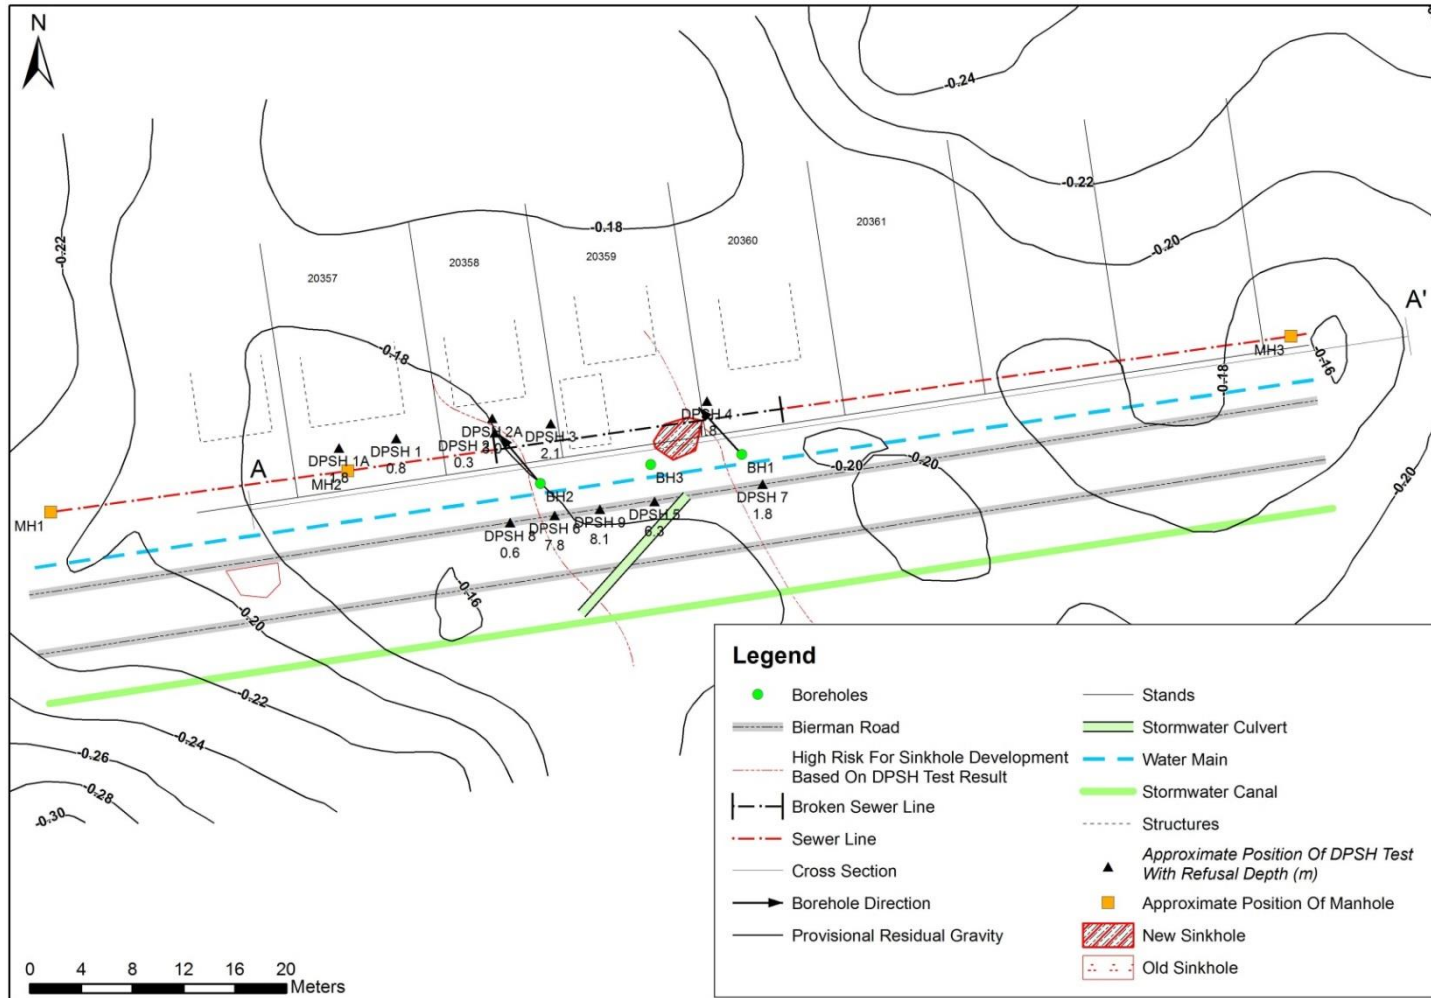 N
-0.24
-0.22
-0.18
-0.20
-0.22
20361
20360
20359
20358
20357
A'
MH3
-0.16
-0.18
-0.18
DPSH 4
1.8
DPSH 2A
8.0
DPSH 3
2.1
DPSH 2
0.3
DPSH 1
0.8
DPSH 1A
1.8
MH2
A
BH1
BH3
BH2
-0.20
-0.20
-0.20
DPSH 7
1.8
DPSH 5
6.3
DPSH 9
8.1
DPSH 6
7.8
DPSH 8
0.6
MH1
-0.16
-0.20
-0.22
-0.24
-0.26
-0.28
-0.30
Legend
Boreholes
Bierman Road
High Risk For Sinkhole Development
Based On DPSH Test Result
Broken Sewer Line
Sewer Line
Cross Section
Borehole Direction
Provisional Residual Gravity
Stands
Stormwater Culvert
Water Main
Stormwater Canal
Structures
Approximate Position Of DPSH Test
With Refusal Depth (m)
Approximate Position Of Manhole
New Sinkhole
Old Sinkhole
0 4 8 12 16 20
Meters